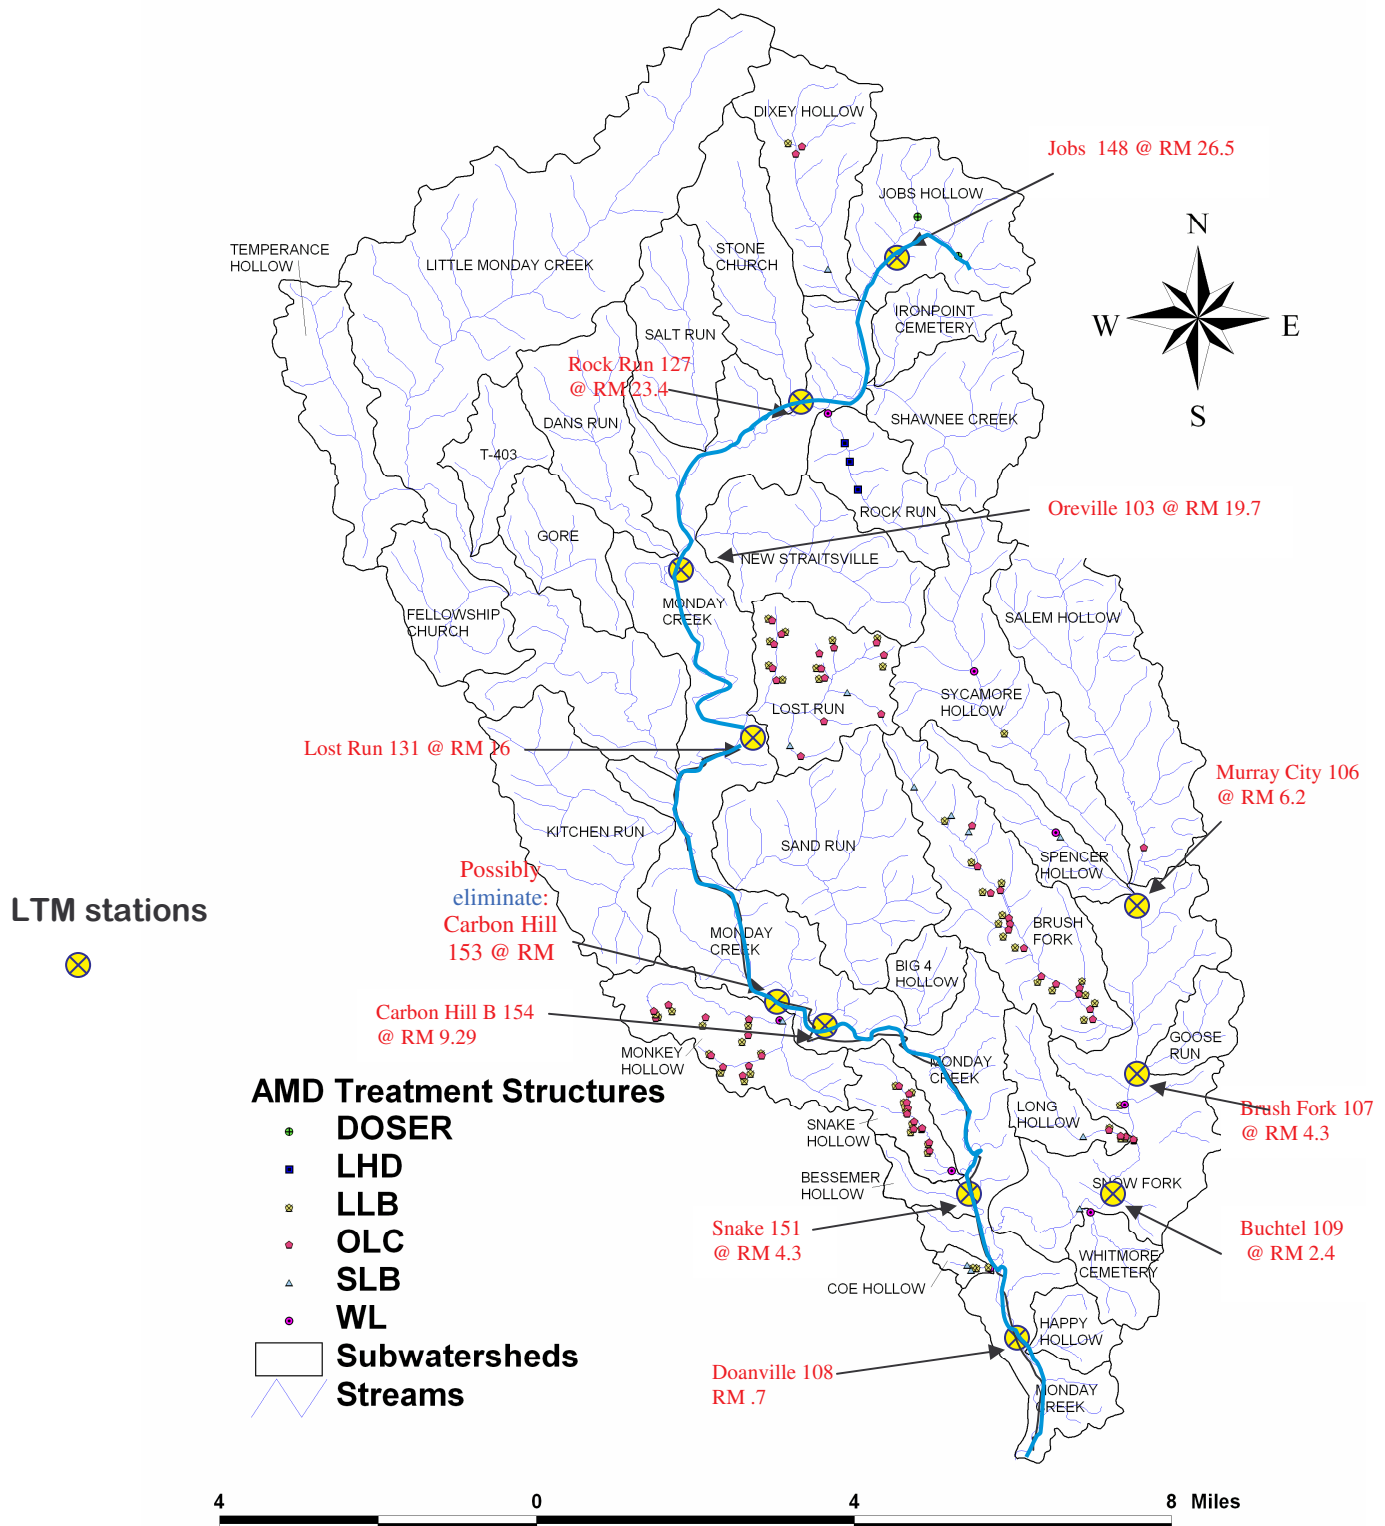 DIXEY HOLLOW
Jobs 148 @ RM 26.5
JOBS HOLLOW
N
TEMPERANCE
HOLLOW
LITTLE MONDAY CREEK
STONE
CHURCH
IRONPOINT
CEMETERY
W
E
S
SALT RUN
Rock Run 127
@ RM 23.4
DANS RUN
SHAWNEE CREEK
T-403
ROCK RUN
Oreville 103 @ RM 19.7
GORE
NEW STRAITSVILLE
MONDAY
CREEK
FELLOWSHIP
CHURCH
SALEM HOLLOW
SYCAMORE
HOLLOW
LOST RUN
Lost Run 131 @ RM 16
Murray City 106
@ RM 6.2
KITCHEN RUN
SAND RUN
SPENCER
HOLLOW
Possibly
eliminate:
Carbon Hill
153 @ RM
LTM stations
MONDAY
CREEK
BRUSH
FORK
BIG 4
HOLLOW
Carbon Hill B 154
@ RM 9.29
GOOSE
RUN
MONKEY
HOLLOW
MONDAY
CREEK
AMD Treatment Structures
DOSER
LHD
LLB
OLC
SLB
WL
Subwatersheds
Streams
LONG
HOLLOW
Brush Fork 107
@ RM 4.3
SNAKE
HOLLOW
BESSEMER
HOLLOW
SNOW FORK
Snake 151
@ RM 4.3
Buchtel 109
@ RM 2.4
WHITMORE
CEMETERY
COE HOLLOW
HAPPY
HOLLOW
Doanville 108
RM .7
MONDAY
CREEK
4 0 4 8 Miles